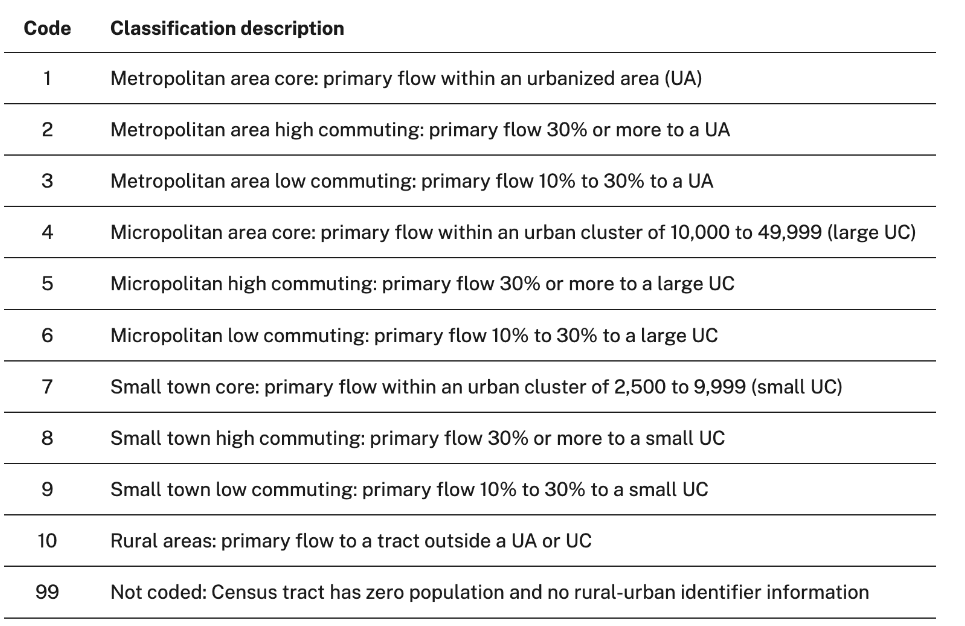 Code Classification description
1 Metropolitan area core: primary flow within an urbanized area (UA)
2 Metropolitan area high commuting: primary flow 30% or more to a UA
3 Metropolitan area low commuting: primary flow 10% to 30% to a UA
4 Micropolitan area core: primary flow within an urban cluster of 10,000 to 49,999 (large UC)
5 Micropolitan high commuting: primary flow 30% or more to a large UC
6 Micropolitan low commuting: primary flow 10% to 30% to a large UC
7 Small town core: primary flow within an urban cluster of 2,500 to 9,999 (small UC)
8 Small town high commuting: primary flow 30% or more to a small UC
9 Small town low commuting: primary flow 10% to 30% to a small UC
10 Rural areas: primary flow to a tract outside a UA or UC
99 Not coded: Census tract has zero population and no rural-urban identifier information